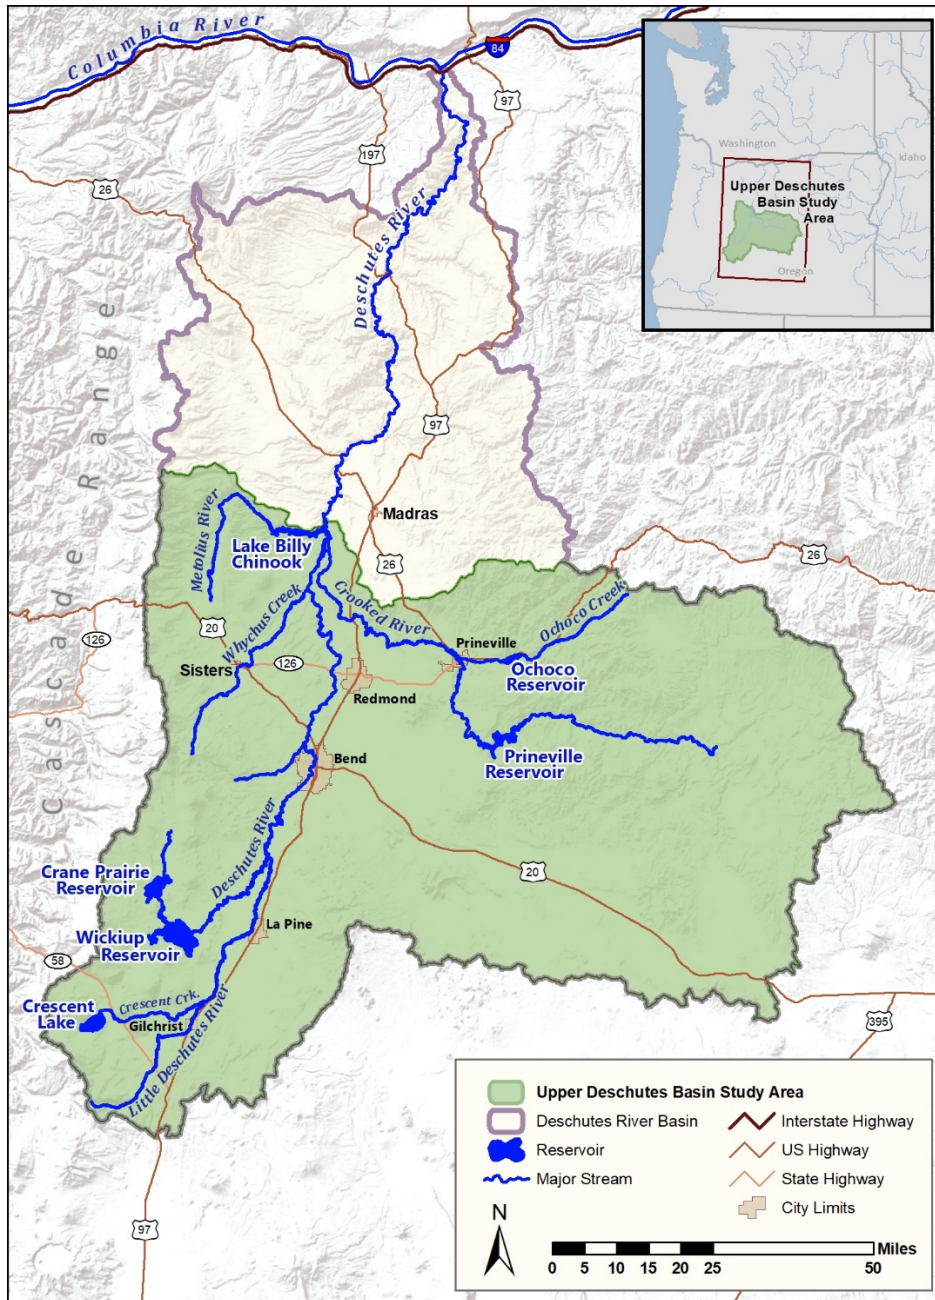 Columbia River
84
97
197
26
Deschutes River
Washington
Idaho
Upper Deschutes
Basin Study
Area
Oregon
Cascade Range
97
Madras
Metolius River
Lake Billy
Chinook
26
26
Crooked River
Whychus Creek
Ochoco Creek
20
126
Prineville
Sisters
126
Ochoco
Reservoir
Redmond
Prineville
Reservoir
Bend
Deschutes River
Crane Prairie
Reservoir
20
La Pine
Wickiup
Reservoir
58
Crescent
Lake
Crescent Crk.
Gilchrist
Little Deschutes River
395
97
Upper Deschutes Basin Study Area
Deschutes River Basin
Reservoir
Major Stream
Interstate Highway
US Highway
State Highway
City Limits
N
Miles
0 5 10 15 20 25 50